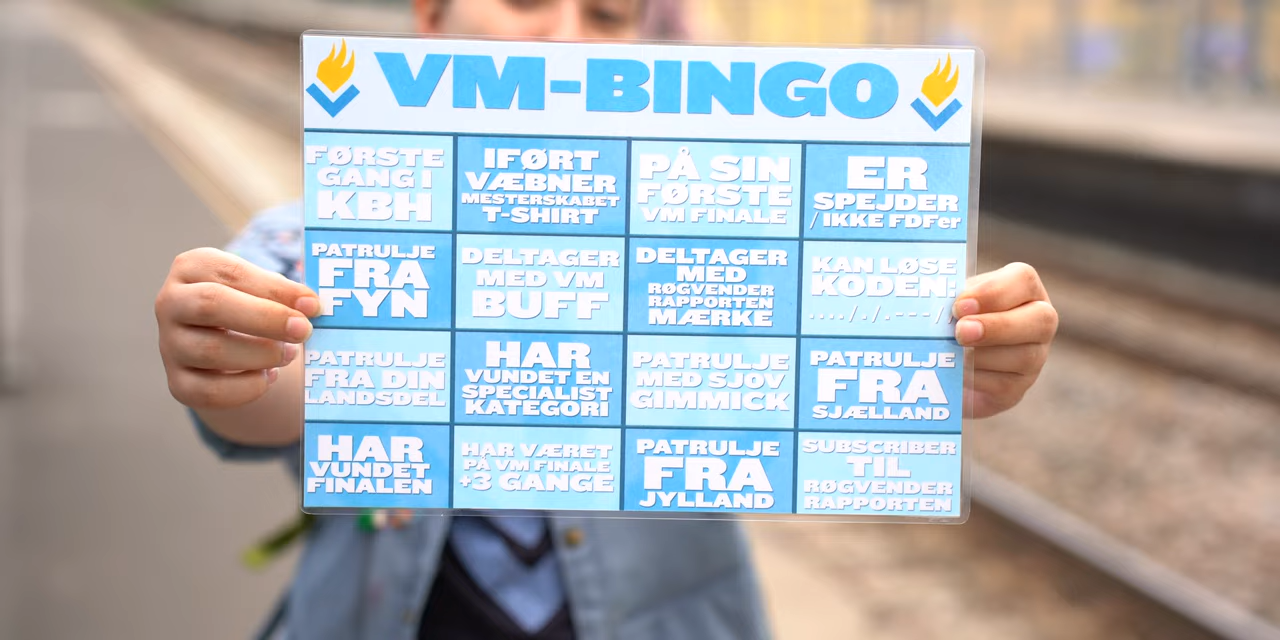 VM-BINGO
FØRSTE
GANG I
KBH
IFØRT
VÆBNER
MESTERSKABET
T-SHIRT
PÅ SIN
FØRSTE
VM FINALE
ER
SPEJDER
/ IKKE FDFer
PATRULJE
FRA
FYN
DELTAGER
MED VM
BUFF
DELTAGER
MED
RØGVENDER
RAPPORTEN
MÆRKE
KAN LØSE
KODEN:
..../././.---/
PATRULJE
FRA DIN
LANDSDEL
HAR
VUNDET EN
SPECIALIST
KATEGORI
PATRULJE
MED SJOV
GIMMICK
PATRULJE
FRA
SJÆLLAND
HAR
VUNDET
FINALEN
HAR VÆRET
PÅ VM FINALE
+3 GANGE
PATRULJE
FRA
JYLLAND
SUBSCRIBER
TIL
RØGVENDER
RAPPORTEN